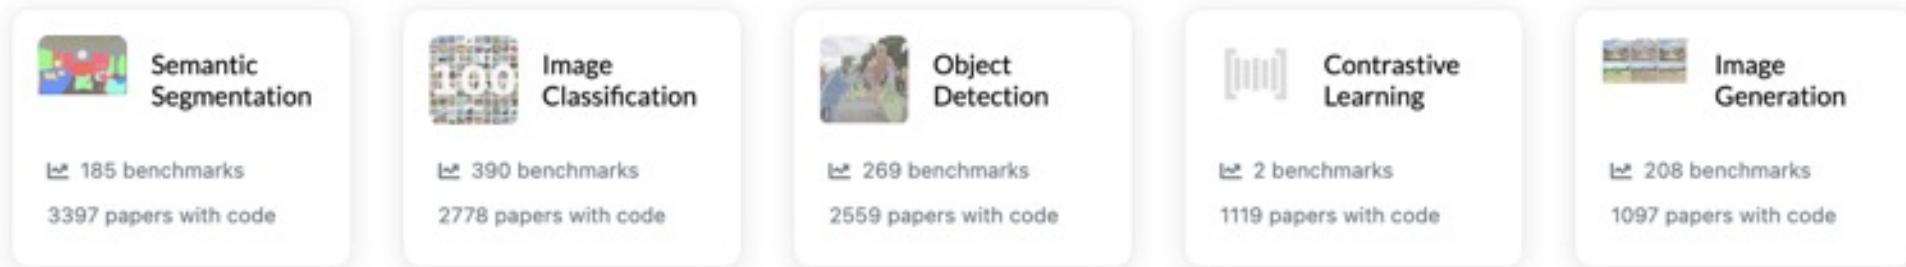 Semantic
Segmentation
185 benchmarks
3397 papers with code
100
Image
Classification
390 benchmarks
2778 papers with code
Object
Detection
269 benchmarks
2559 papers with code
Contrastive
Learning
2 benchmarks
1119 papers with code
Image
Generation
208 benchmarks
1097 papers with code